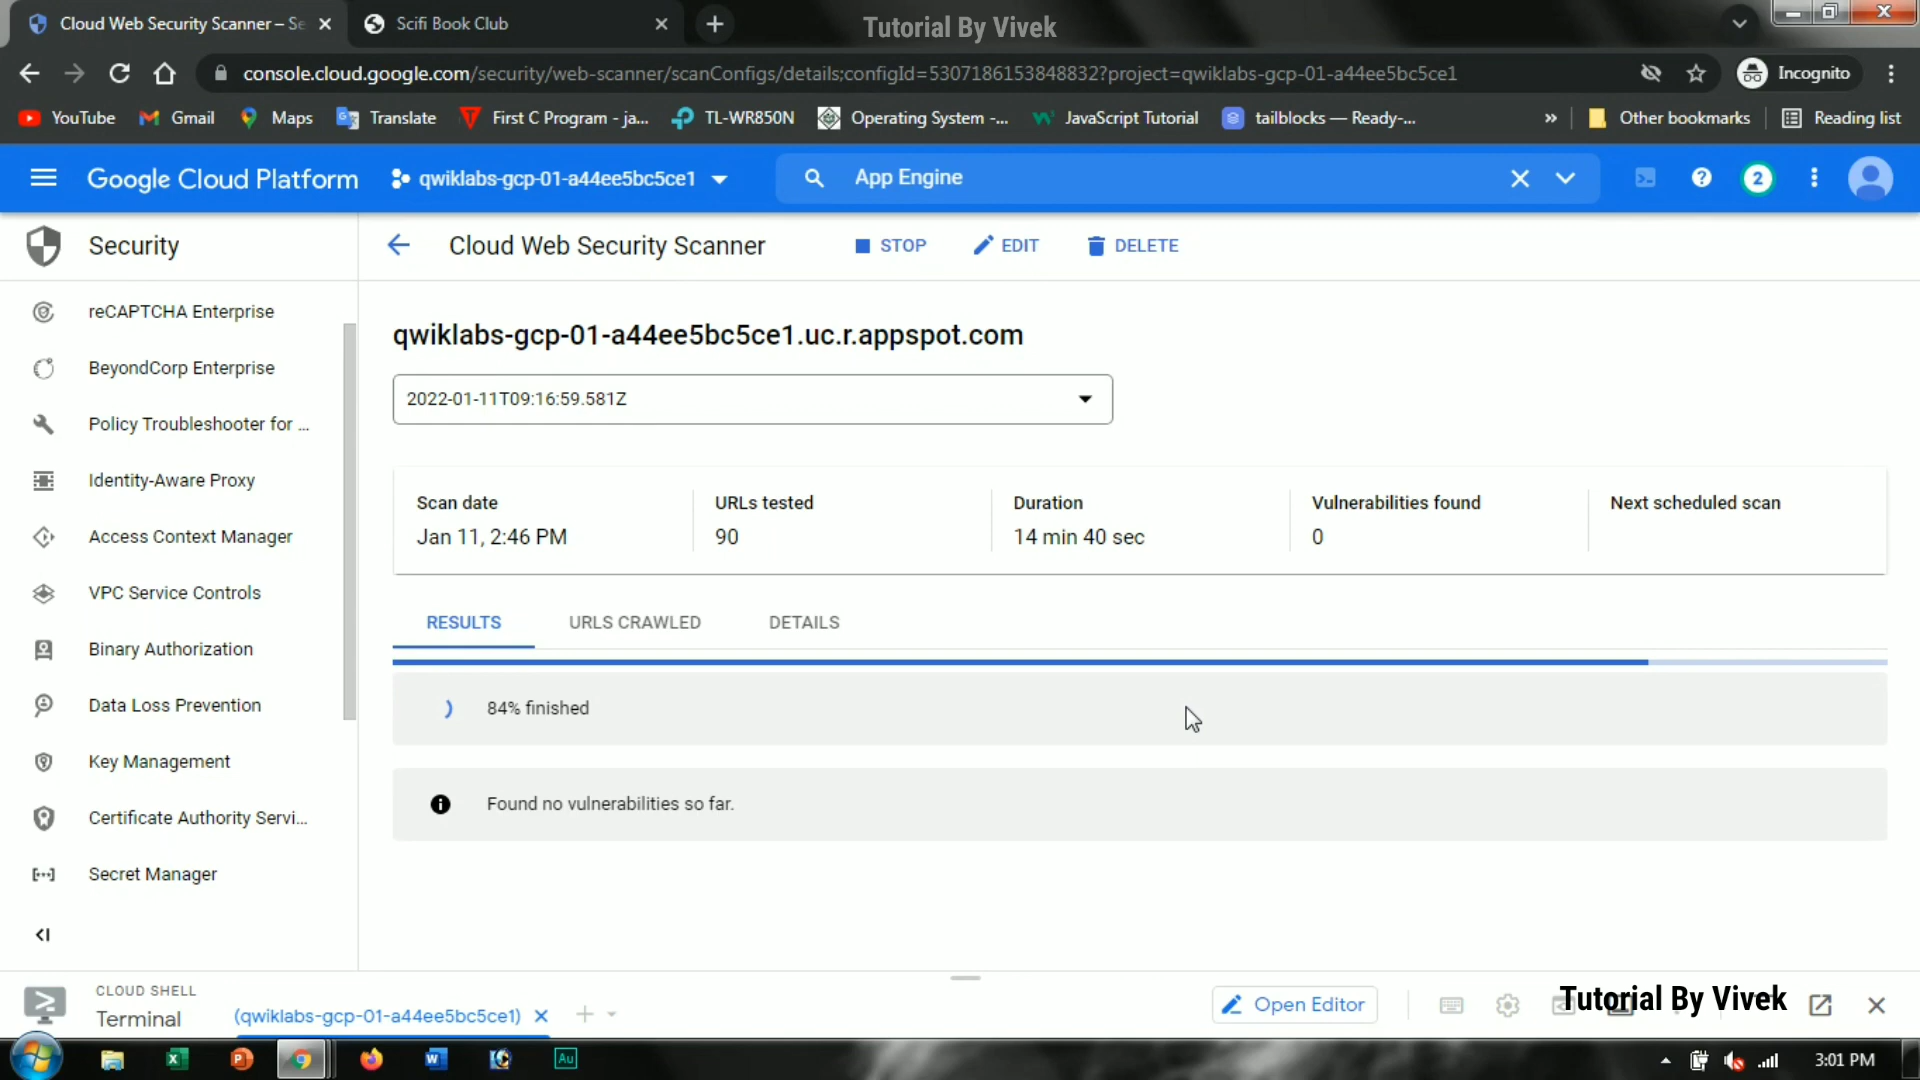 Cloud Web Security Scanner – Se
Scifi Book Club
Tutorial By Vivek
console.cloud.google.com/security/web-scanner/scanConfigs/details;configId=5307186153848832?project=qwiklabs-gcp-01-a44ee5bc5ce1
Incognito
YouTube
Gmail
Maps
Translate
First C Program - ja...
TL-WR850N
Operating System -...
JavaScript Tutorial
tailblocks — Ready-...
»
Other bookmarks
Reading list
Google Cloud Platform
qwiklabs-gcp-01-a44ee5bc5ce1
App Engine
2
Security
Cloud Web Security Scanner
STOP
EDIT
DELETE
reCAPTCHA Enterprise
BeyondCorp Enterprise
Policy Troubleshooter for ...
Identity-Aware Proxy
Access Context Manager
VPC Service Controls
Binary Authorization
Data Loss Prevention
Key Management
Certificate Authority Servi...
Secret Manager
qwiklabs-gcp-01-a44ee5bc5ce1.uc.r.appspot.com
2022-01-11T09:16:59.581Z
Scan date
Jan 11, 2:46 PM
URLs tested
90
Duration
14 min 40 sec
Vulnerabilities found
0
Next scheduled scan
RESULTS
URLS CRAWLED
DETAILS
84% finished
Found no vulnerabilities so far.
CLOUD SHELL
Terminal
(qwiklabs-gcp-01-a44ee5bc5ce1)
Open Editor
Tutorial By Vivek
Au
3:01 PM